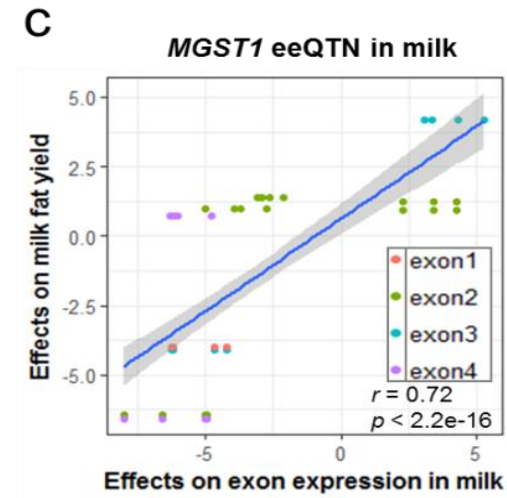 C
MGST1 eeQTN in milk
Effects on milk fat yield
5.0
2.5
0.0
-2.5
-5.0
exon1
exon2
exon3
exon4
r = 0.72
p < 2.2e-16
-5 0 5
Effects on exon expression in milk